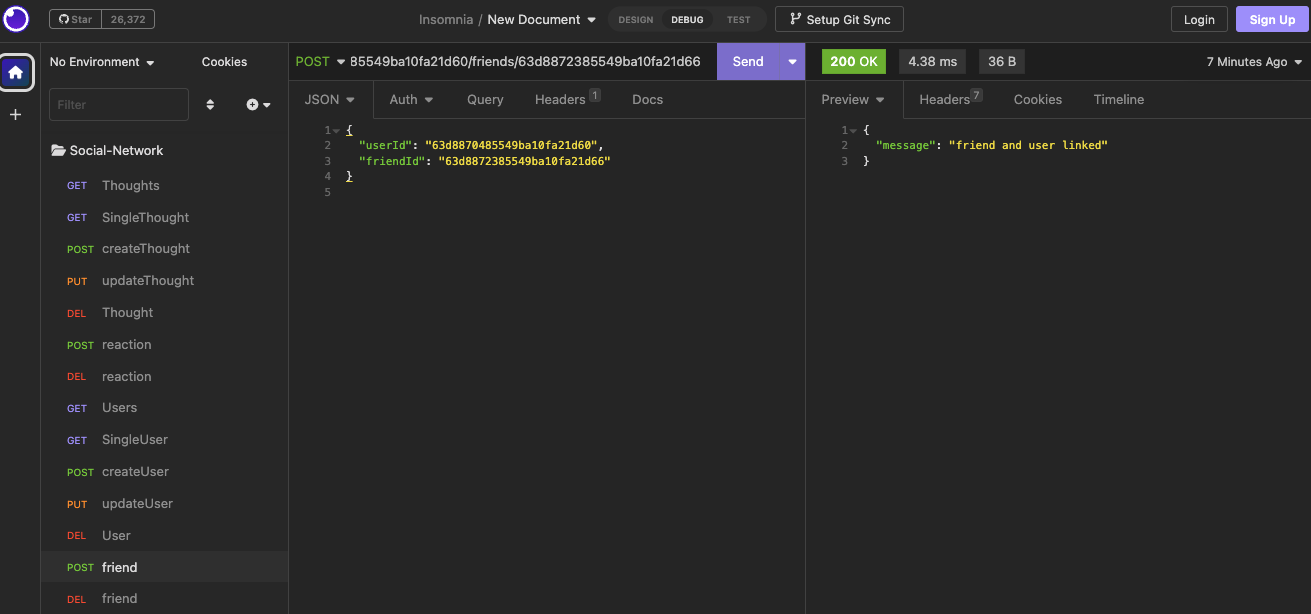 Star 26,372 Insomnia / New Document DESIGN DEBUG TEST Setup Git Sync Login Sign Up
No Environment Cookies
POST 85549ba10fa21d60/friends/63d8872385549ba10fa21d66 Send
200 OK 4.38 ms 36 B 7 Minutes Ago
Filter
JSON Auth Query Headers 1 Docs
Preview Headers 7 Cookies Timeline
1 {
2 "userId": "63d8870485549ba10fa21d60",
3 "friendId": "63d8872385549ba10fa21d66"
4 }
5
1 {
2 "message": "friend and user linked"
3 }
Social-Network
GET Thoughts
GET SingleThought
POST createThought
PUT updateThought
DEL Thought
POST reaction
DEL reaction
GET Users
GET SingleUser
POST createUser
PUT updateUser
DEL User
POST friend
DEL friend